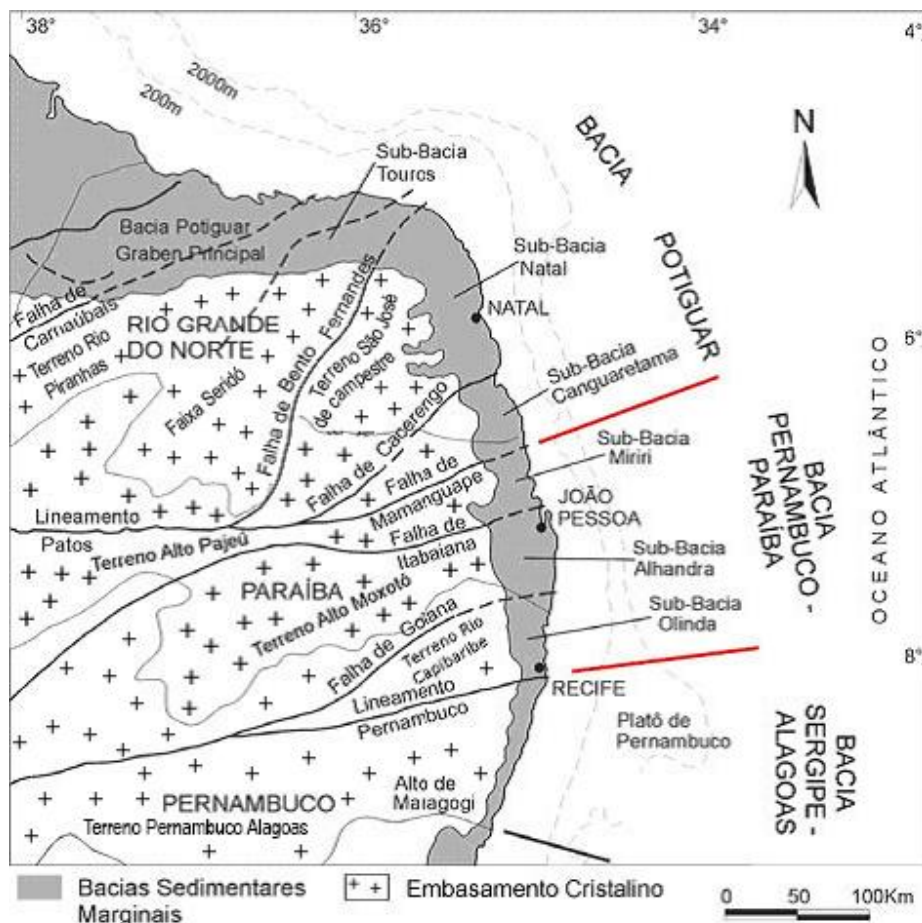 38°
36°
34°
4°
2000m
200m
BACIA
POTIGUAR
N
Sub-Bacia
Touros
Bacia Potiguar
Graben Principal
Sub-Bacia
Natal
NATAL
Falha de
Carnaúbais
RIO GRANDE
DO NORTE
Terreno Rio
Piranhas
Faixa Seridó
Falha de Bento Fernandes
Terreno São José
de campestre
6°
Sub-Bacia
Canguaretama
Falha de Cacerengo
Falha de
Mamanguape
Sub-Bacia
Miriri
BACIA
PERNAMBUCO -
PARAÍBA
OCEANO ATLÂNTICO
JOÃO
PESSOA
Lineamento
Patos
Terreno Alto Pajeú
Falha de
Itabaiana
Sub-Bacia
Alhandra
PARAÍBA
Terreno Alto Moxotó
Sub-Bacia
Olinda
Falha de Goiana
Terreno Rio
Capibaribe
8°
RECIFE
Lineamento
Pernambuco
Platô de
Pernambuco
BACIA
SERGIPE -
ALAGOAS
PERNAMBUCO
Terreno Pernambuco Alagoas
Alto de
Maragogi
Bacias Sedimentares
Marginais
Embasamento Cristalino
0 50 100Km